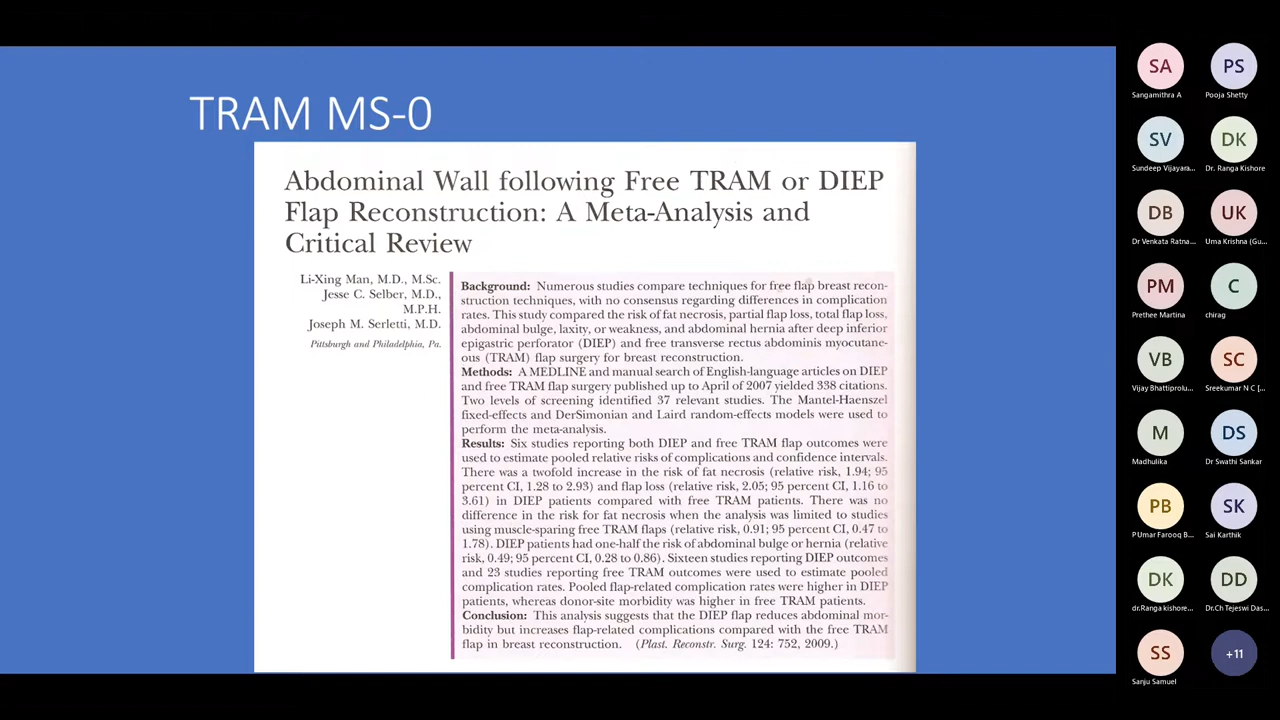 TRAM MS-0
Abdominal Wall following Free TRAM or DIEP
Flap Reconstruction: A Meta-Analysis and
Critical Review
Li-Xing Man, M.D., M.Sc.
Jesse C. Selber, M.D.,
M.P.H.
Joseph M. Serletti, M.D.
Pittsburgh and Philadelphia, Pa.
Background: Numerous studies compare techniques for free flap breast recon-
struction techniques, with no consensus regarding differences in complication
rates. This study compared the risk of fat necrosis, partial flap loss, total flap loss,
abdominal bulge, laxity, or weakness, and abdominal hernia after deep inferior
epigastric perforator (DIEP) and free transverse rectus abdominis myocutane-
ous (TRAM) flap surgery for breast reconstruction.
Methods: A MEDLINE and manual search of English-language articles on DIEP
and free TRAM flap surgery published up to April of 2007 yielded 338 citations.
Two levels of screening identified 37 relevant studies. The Mantel-Haenszel
fixed-effects and DerSimonian and Laird random-effects models were used to
perform the meta-analysis.
Results: Six studies reporting both DIEP and free TRAM flap outcomes were
used to estimate pooled relative risks of complications and confidence intervals.
There was a twofold increase in the risk of fat necrosis (relative risk, 1.94; 95
percent CI, 1.28 to 2.93) and flap loss (relative risk, 2.05; 95 percent CI, 1.16 to
3.61) in DIEP patients compared with free TRAM patients. There was no
difference in the risk for fat necrosis when the analysis was limited to studies
using muscle-sparing free TRAM flaps (relative risk, 0.91; 95 percent CI, 0.47 to
1.78). DIEP patients had one-half the risk of abdominal bulge or hernia (relative
risk, 0.49; 95 percent CI, 0.28 to 0.86). Sixteen studies reporting DIEP outcomes
and 23 studies reporting free TRAM outcomes were used to estimate pooled
complication rates. Pooled flap-related complication rates were higher in DIEP
patients, whereas donor-site morbidity was higher in free TRAM patients.
Conclusion: This analysis suggests that the DIEP flap reduces abdominal mor-
bidity but increases flap-related complications compared with the free TRAM
flap in breast reconstruction. (Plast. Reconstr. Surg. 124: 752, 2009.)
SA PS
Sangamithra A Pooja Shetty
SV DK
Sundeep Vijayara... Dr. Ranga Kishore
DB UK
Dr Venkata Ratna... Uma Krishna (Gu...
PM C
Prethee Martina chirag
VB SC
Vijay Bhattiprolu... Sreekumar N C [...
M DS
Madhulika Dr Swathi Sankar
PB SK
P Umar Farooq B... Sai Karthik
DK DD
dr.Ranga kishore... Dr.Ch Tejeswi Das...
SS +11
Sanju Samuel